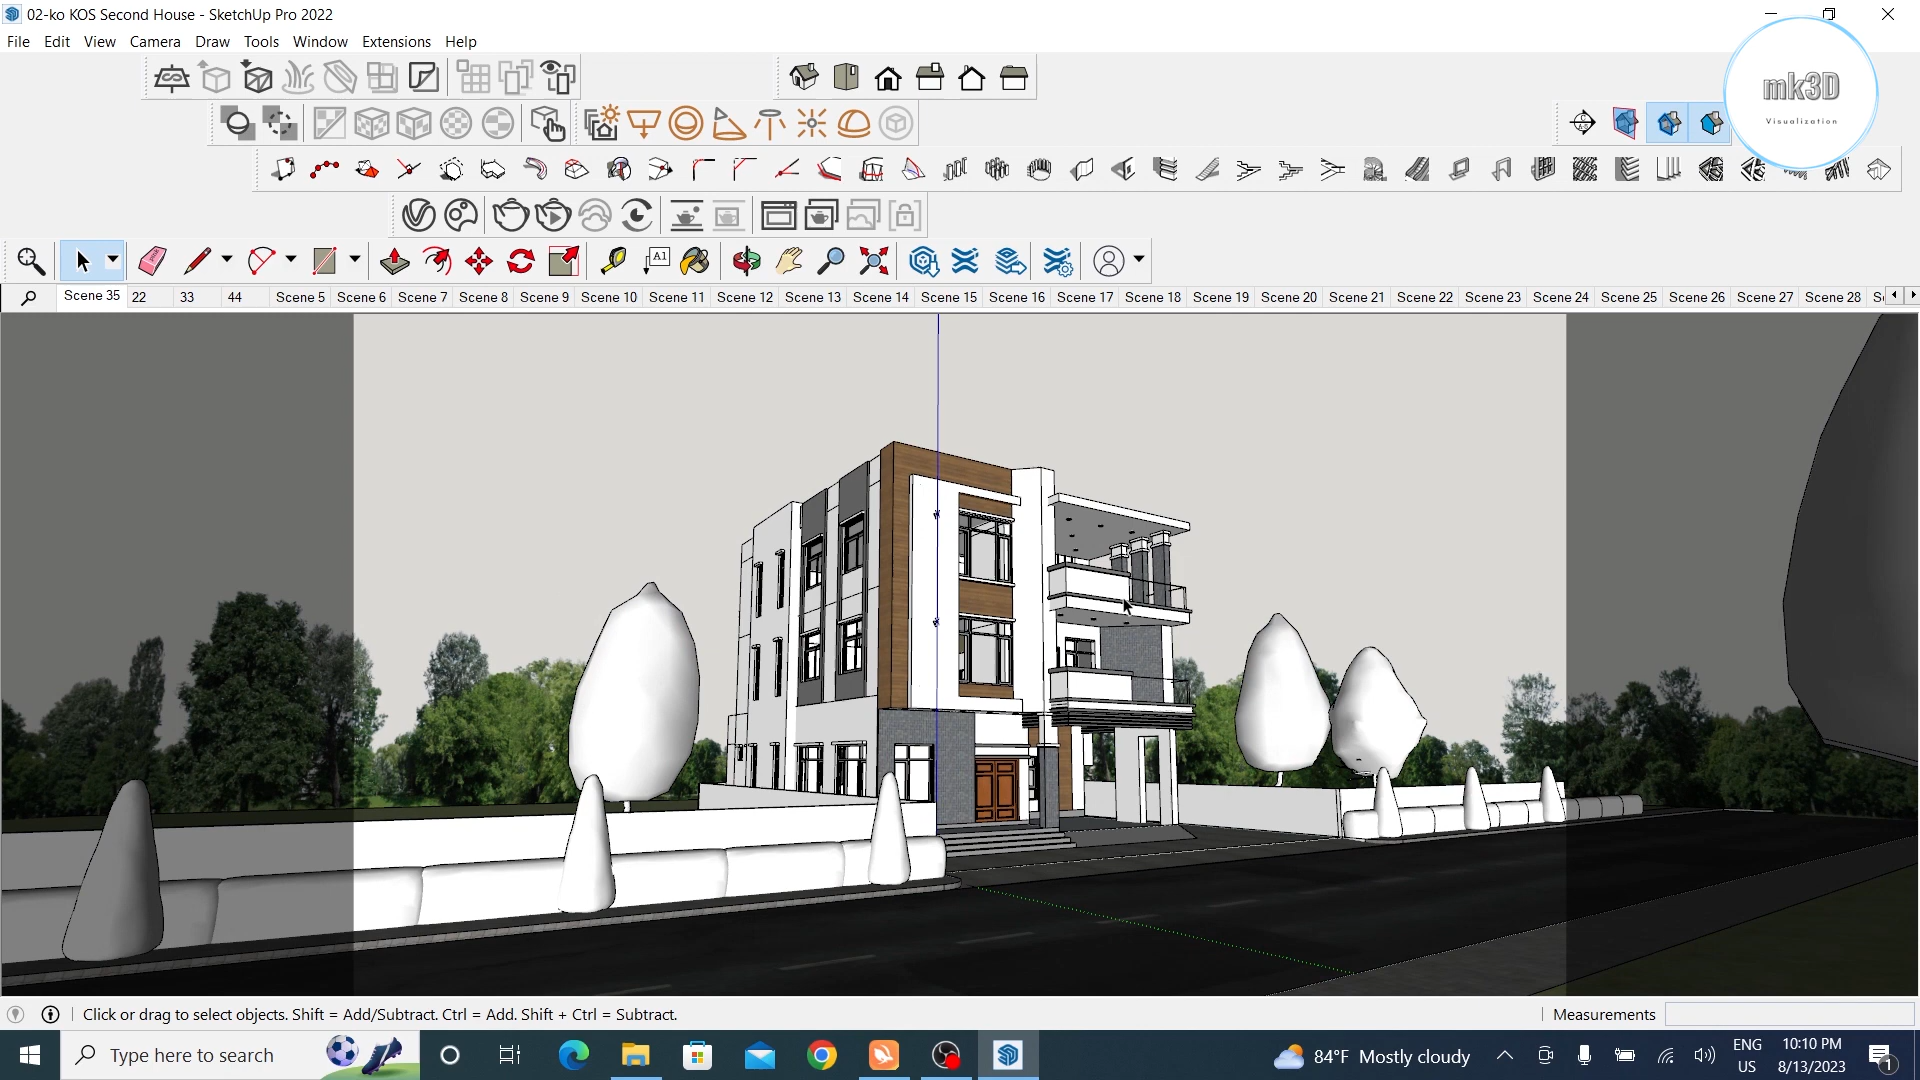 02-ko KOS Second House - SketchUp Pro 2022
File Edit View Camera Draw Tools Window Extensions Help
mk3D
Visualization
A1
Scene 35 22 33 44 Scene 5 Scene 6 Scene 7 Scene 8 Scene 9 Scene 10 Scene 11 Scene 12 Scene 13 Scene 14 Scene 15 Scene 16 Scene 17 Scene 18 Scene 19 Scene 20 Scene 21 Scene 22 Scene 23 Scene 24 Scene 25 Scene 26 Scene 27 Scene 28
Click or drag to select objects. Shift = Add/Subtract. Ctrl = Add. Shift + Ctrl = Subtract.
Measurements
Type here to search
84°F Mostly cloudy
ENG
US
10:10 PM
8/13/2023
1